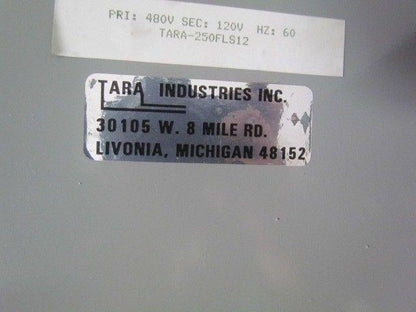 PRI: 480V SEC: 120V HZ: 60
TARA-250FLS12
TARA INDUSTRIES INC.
30105 W. 8 MILE RD.
LIVONIA, MICHIGAN 48152